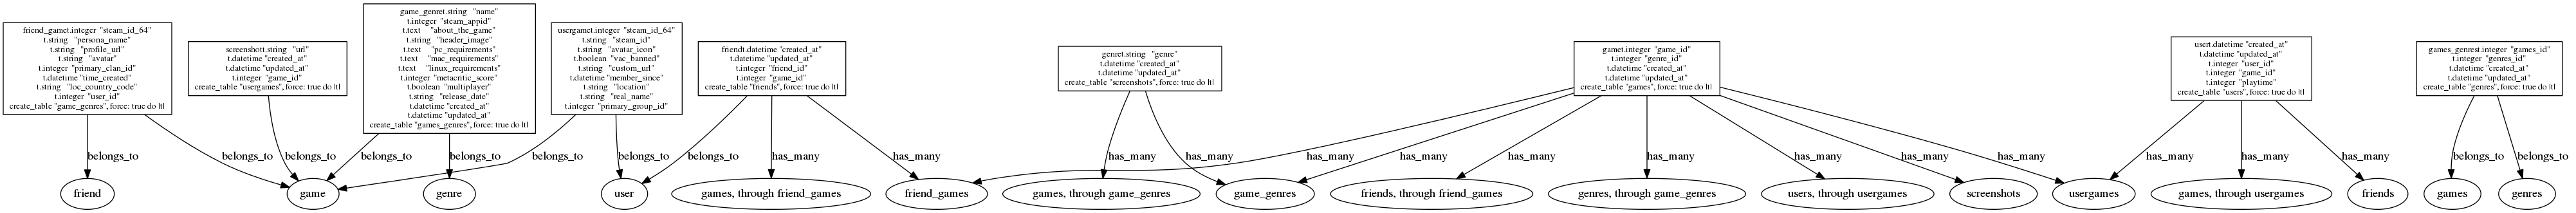 friend_gamet.integer "steam_id_64"
t.string "persona_name"
t.string "profile_url"
t.string "avatar"
t.integer "primary_clan_id"
t.datetime "time_created"
t.string "loc_country_code"
t.integer "user_id"
create_table "game_genres", force: true do |t|
screenshott.string "url"
t.datetime "created_at"
t.datetime "updated_at"
t.integer "game_id"
create_table "usergames", force: true do |t|
game_genret.string "name"
t.integer "steam_appid"
t.text "about_the_game"
t.string "header_image"
t.text "pc_requirements"
t.text "mac_requirements"
t.text "linux_requirements"
t.integer "metacritic_score"
t.boolean "multiplayer"
t.string "release_date"
t.datetime "created_at"
t.datetime "updated_at"
create_table "games_genres", force: true do |t|
usergamet.integer "steam_id_64"
t.string "steam_id"
t.string "avatar_icon"
t.boolean "vac_banned"
t.string "custom_url"
t.datetime "member_since"
t.string "location"
t.string "real_name"
t.integer "primary_group_id"
friendt.datetime "created_at"
t.datetime "updated_at"
t.integer "friend_id"
t.integer "game_id"
create_table "friends", force: true do |t|
genret.string "genre"
t.datetime "created_at"
t.datetime "updated_at"
create_table "screenshots", force: true do |t|
gamet.integer "game_id"
t.integer "genre_id"
t.datetime "created_at"
t.datetime "updated_at"
create_table "games", force: true do |t|
usert.datetime "created_at"
t.datetime "updated_at"
t.integer "user_id"
t.integer "game_id"
t.integer "playtime"
create_table "users", force: true do |t|
games_genrest.integer "games_id"
t.integer "genres_id"
t.datetime "created_at"
t.datetime "updated_at"
create_table "genres", force: true do |t|
belongs_to
belongs_to
belongs_to
belongs_to
belongs_to
belongs_to
belongs_to
belongs_to
has_many
has_many
has_many
has_many
has_many
has_many
has_many
has_many
has_many
has_many
has_many
has_many
has_many
has_many
belongs_to
belongs_to
friend
game
genre
user
games, through friend_games
friend_games
games, through game_genres
game_genres
friends, through friend_games
genres, through game_genres
users, through usergames
screenshots
usergames
games, through usergames
friends
games
genres